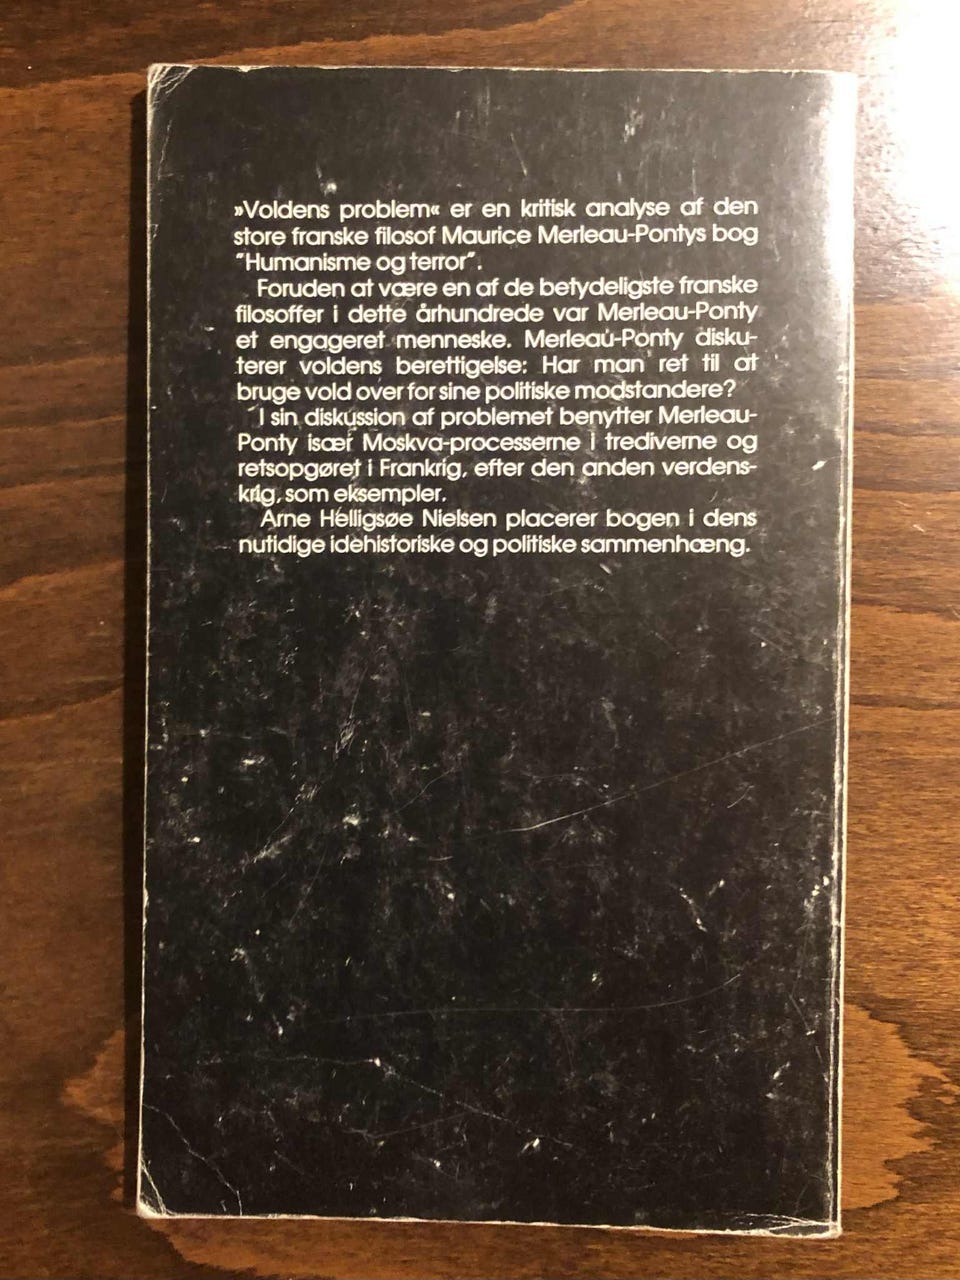 »Voldens problem« er en kritisk analyse af den
store franske filosof Maurice Merleau-Pontys bog
"Humanisme og terror".
Foruden at være en af de betydeligste franske
filosoffer i dette århundrede var Merleau-Ponty
et engageret menneske. Merleau-Ponty disku-
terer voldens berettigelse: Har man ret til at
bruge vold over for sine politiske modstandere?
I sin diskussion af problemet benytter Merleau-
Ponty især Moskva-processerne i trediverne og
retsopgøret i Frankrig, efter den anden verdens-
krig, som eksempler.
Arne Helligsøe Nielsen placerer bogen i dens
nutidige idehistoriske og politiske sammenhæng.